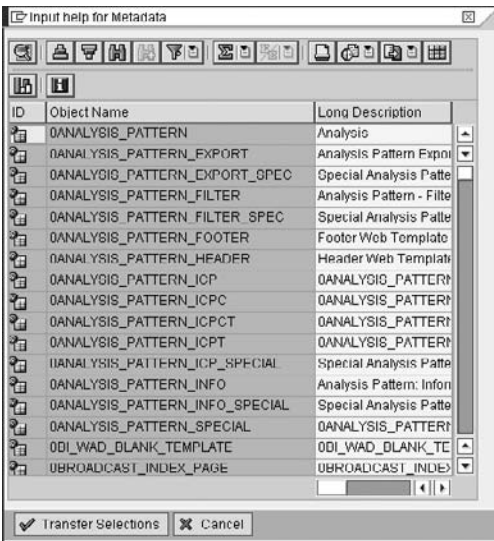 Input help for Metadata
ID Object Name Long Description
0ANALYSIS_PATTERN Analysis
0ANALYSIS_PATTERN_EXPORT Analysis Pattern Expor
0ANALYSIS_PATTERN_EXPORT_SPEC Special Analysis Patte
0ANALYSIS_PATTERN_FILTER Analysis Pattern - Filte
0ANALYSIS_PATTERN_FILTER_SPEC Special Analysis Patte
0ANALYSIS_PATTERN_FOOTER Footer Web Template
0ANALYSIS_PATTERN_HEADER Header Web Template
0ANALYSIS_PATTERN_ICP 0ANALYSIS_PATTERN
0ANALYSIS_PATTERN_ICPC 0ANALYSIS_PATTERN
0ANALYSIS_PATTERN_ICPCT 0ANALYSIS_PATTERN
0ANALYSIS_PATTERN_ICPT 0ANALYSIS_PATTERN
0ANALYSIS_PATTERN_ICP_SPECIAL Special Analysis Patte
0ANALYSIS_PATTERN_INFO Analysis Pattern: Inforr
0ANALYSIS_PATTERN_INFO_SPECIAL Special Analysis Patte
0ANALYSIS_PATTERN_SPECIAL 0ANALYSIS_PATTERN
0BI_WAD_BLANK_TEMPLATE 0BI_WAD_BLANK_TE
0BROADCAST_INDEX_PAGE 0BROADCAST_INDEX
Transfer Selections Cancel